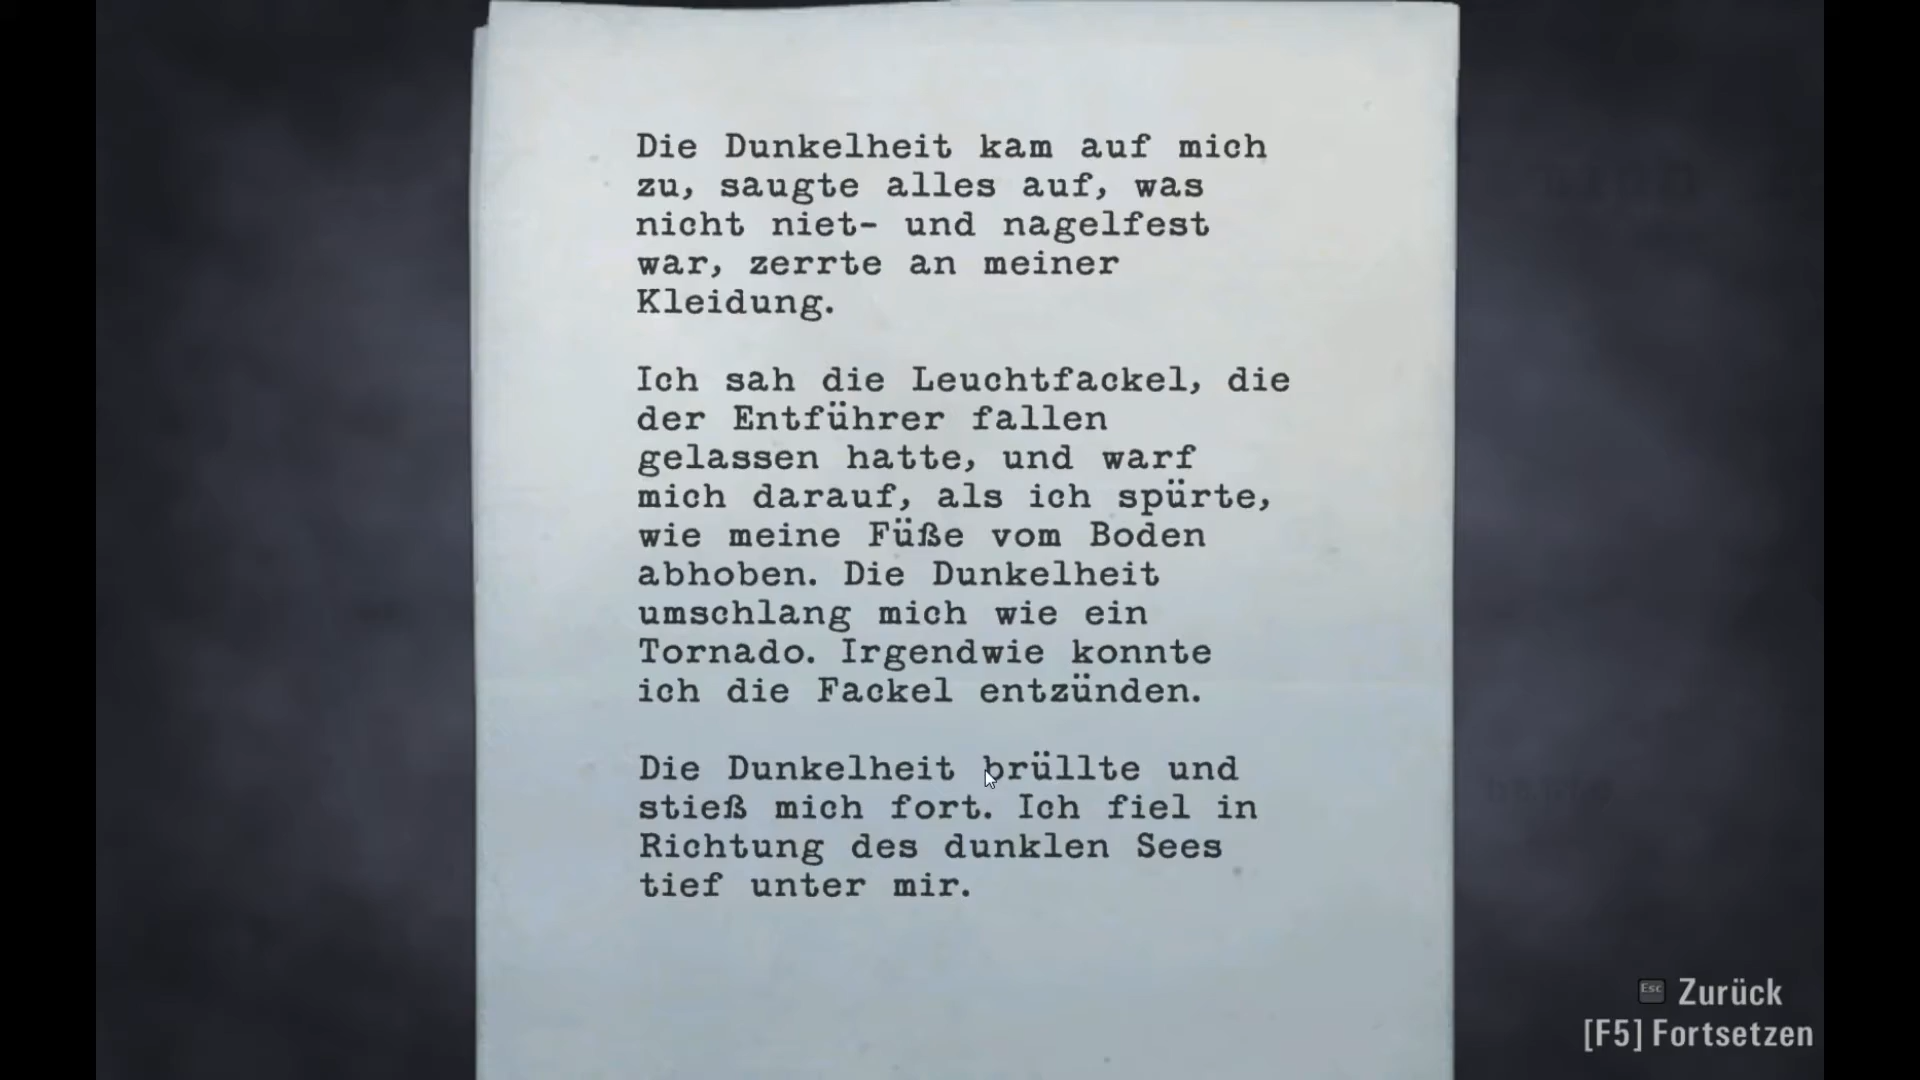 Die Dunkelheit kam auf mich
zu, saugte alles auf, was
nicht niet- und nagelfest
war, zerrte an meiner
Kleidung.
Ich sah die Leuchtfackel, die
der Entführer fallen
gelassen hatte, und warf
mich darauf, als ich spürte,
wie meine Füße vom Boden
abhoben. Die Dunkelheit
umschlang mich wie ein
Tornado. Irgendwie konnte
ich die Fackel entzünden.
Die Dunkelheit brüllte und
stieß mich fort. Ich fiel in
Richtung des dunklen Sees
tief unter mir.
Esc Zurück
[F5] Fortsetzen